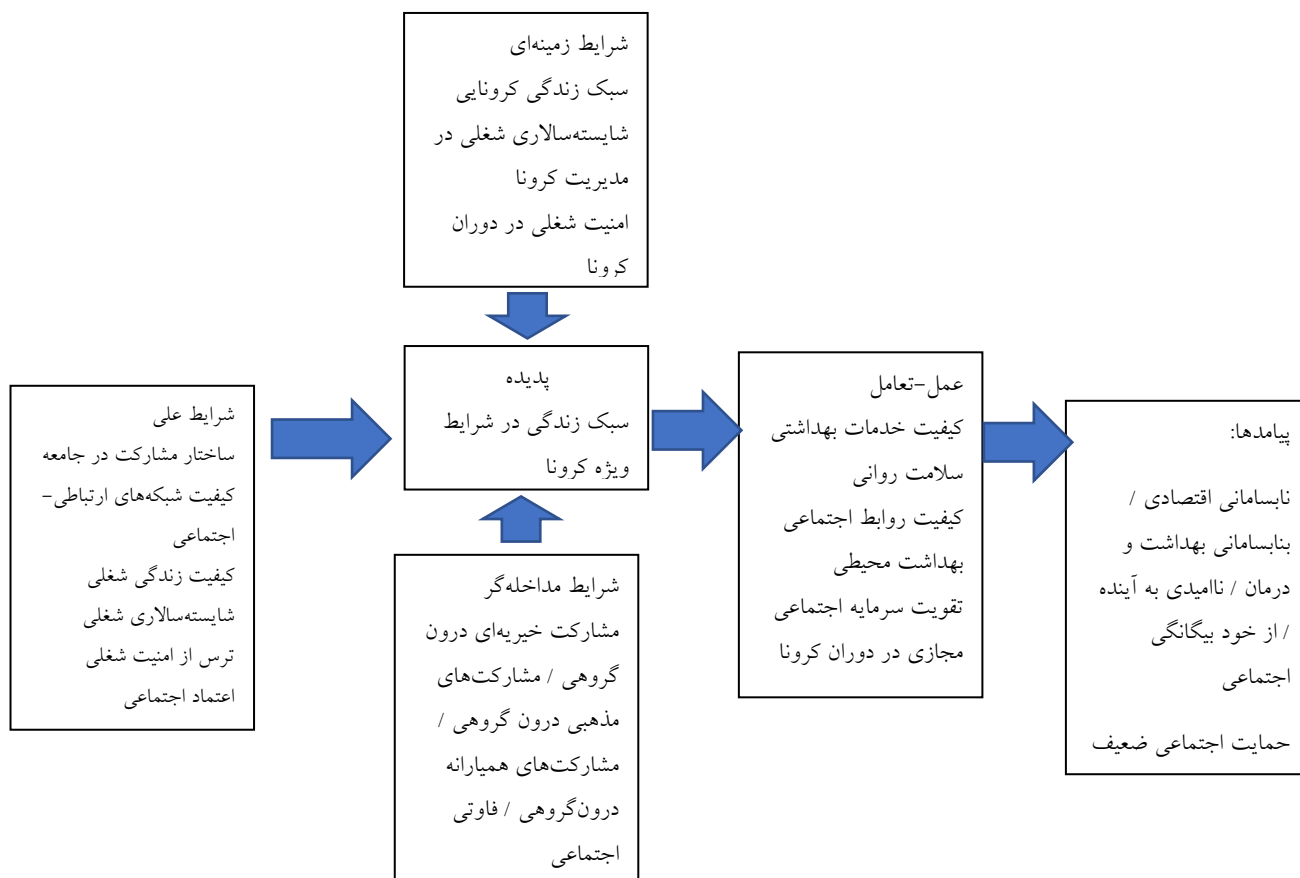 شرایط زمینه‌ای
سبک زندگی کرونایی
شایسته‌سالاری شغلی در
مدیریت کرونا
امنیت شغلی در دوران
کرونا
پدیده
سبک زندگی در شرایط
ویژه کرونا
شرایط علی
ساختار مشارکت در جامعه
کیفیت شبکه‌های ارتباطی-
اجتماعی
کیفیت زندگی شغلی
شایسته‌سالاری شغلی
ترس از امنیت شغلی
اعتماد اجتماعی
شرایط مداخله‌گر
مشارکت خیریه‌ای درون
گروهی / مشارکت‌های
مذهبی درون گروهی /
مشارکت‌های همیارانه
درون‌گروهی / فاوتی
اجتماعی
عمل-تعامل
کیفیت خدمات بهداشتی
سلامت روانی
کیفیت روابط اجتماعی
بهداشت محیطی
تقویت سرمایه اجتماعی
مجازی در دوران کرونا
پیامدها:
نابسامانی اقتصادی /
بنابسامانی بهداشت و
درمان / ناامیدی به آینده
/ از خود بیگانگی
اجتماعی
حمایت اجتماعی ضعیف